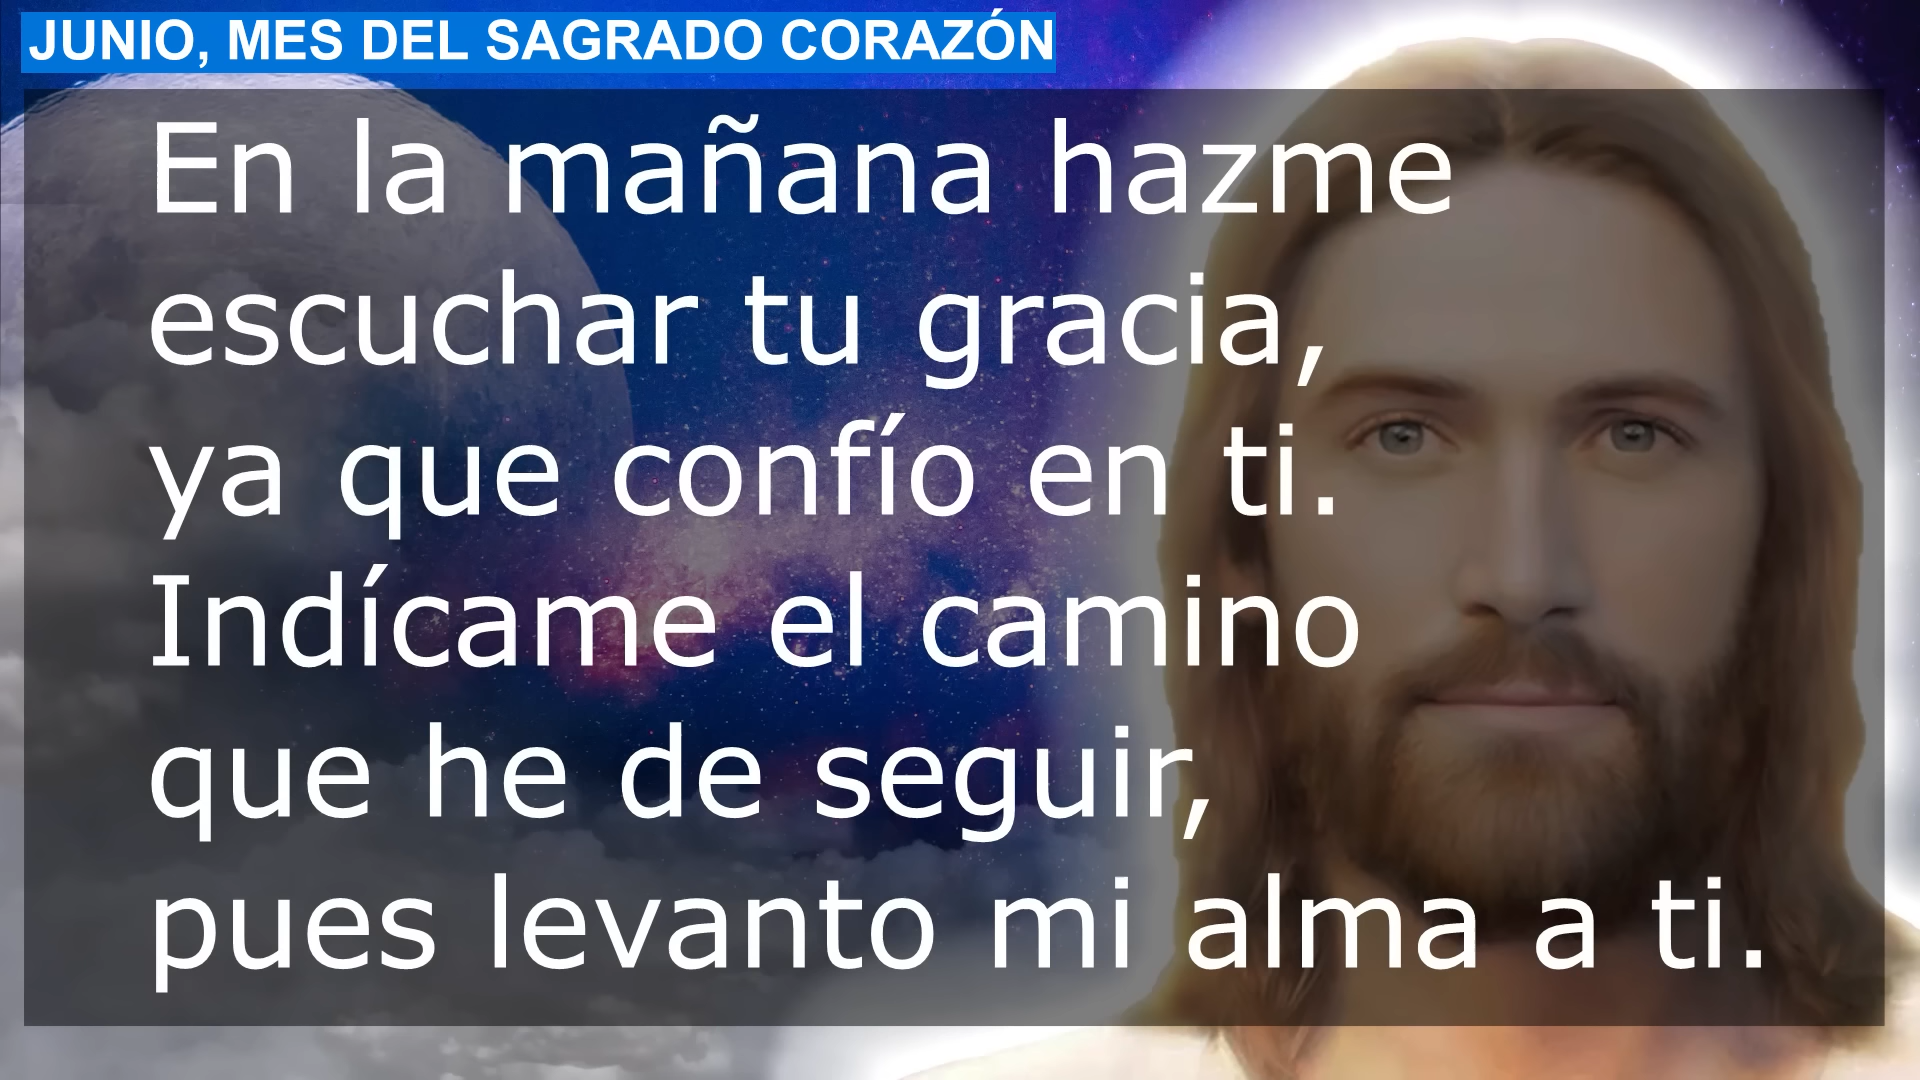 JUNIO, MES DEL SAGRADO CORAZÓN
En la mañana hazme
escuchar tu gracia,
ya que confío en ti.
Indícame el camino
que he de seguir,
pues levanto mi alma a ti.